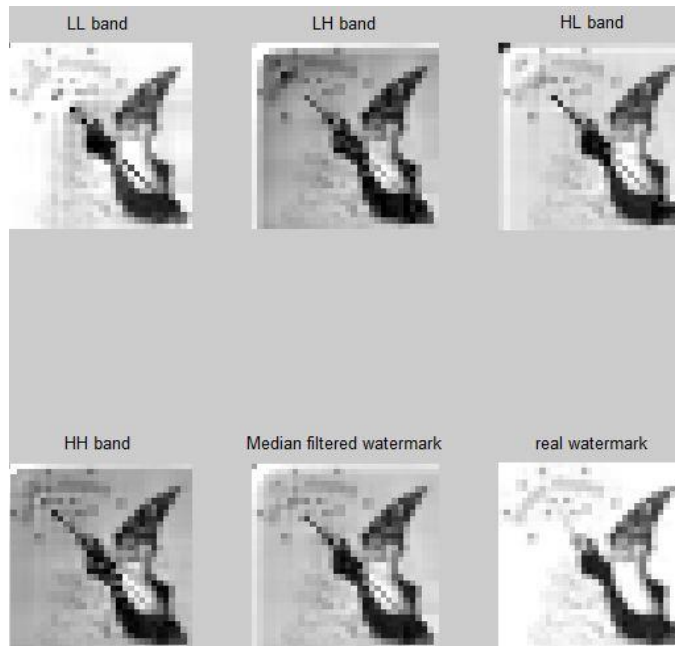 LL band
LH band
HL band
HH band
Median filtered watermark
real watermark